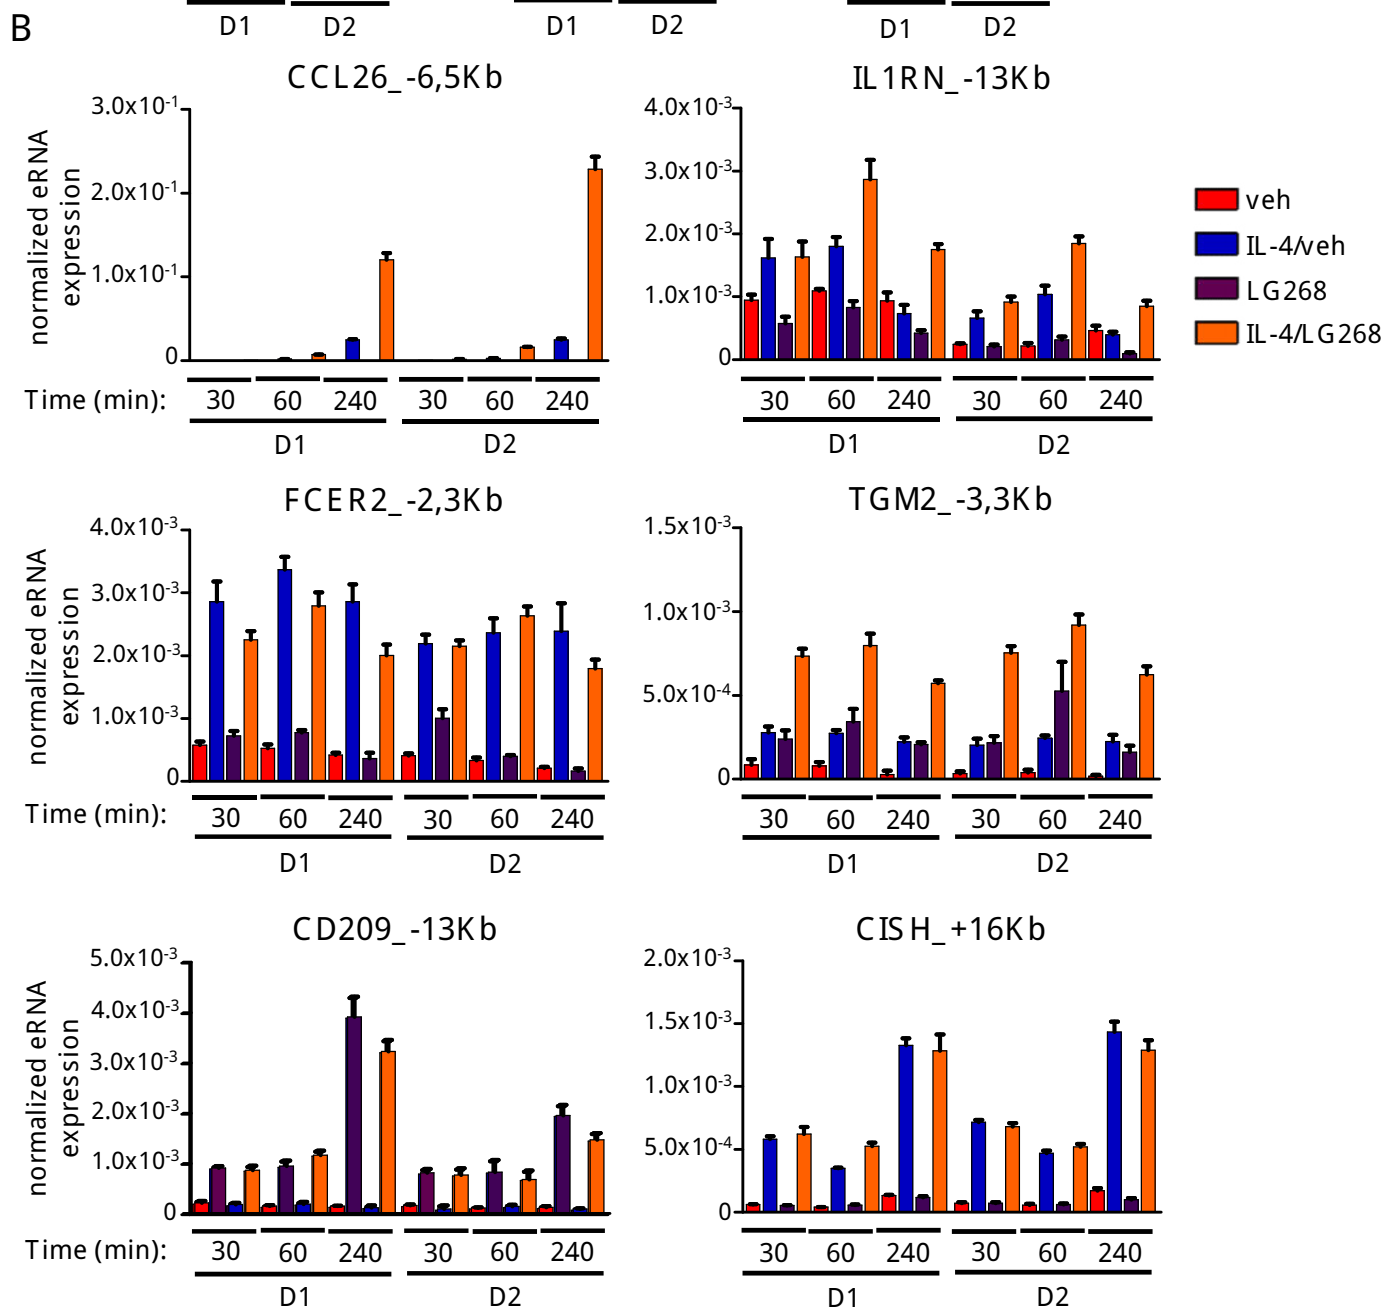 B
D1 D2 D1 D2 D1 D2
CCL26_-6,5Kb
normalized eRNA
expression
3.0x10⁻¹
2.0x10⁻¹
1.0x10⁻¹
0
Time (min): 30 60 240 30 60 240
D1 D2
IL1RN_-13Kb
4.0x10⁻³
3.0x10⁻³
2.0x10⁻³
1.0x10⁻³
0
30 60 240 30 60 240
D1 D2
veh
IL-4/veh
LG268
IL-4/LG268
FCER2_-2,3Kb
normalized eRNA
expression
4.0x10⁻³
3.0x10⁻³
2.0x10⁻³
1.0x10⁻³
0
Time (min): 30 60 240 30 60 240
D1 D2
TGM2_-3,3Kb
1.5x10⁻³
1.0x10⁻³
5.0x10⁻⁴
0
30 60 240 30 60 240
D1 D2
CD209_-13Kb
normalized eRNA
expression
5.0x10⁻³
4.0x10⁻³
3.0x10⁻³
2.0x10⁻³
1.0x10⁻³
0
Time (min): 30 60 240 30 60 240
D1 D2
CISH_+16Kb
2.0x10⁻³
1.5x10⁻³
1.0x10⁻³
5.0x10⁻⁴
0
30 60 240 30 60 240
D1 D2